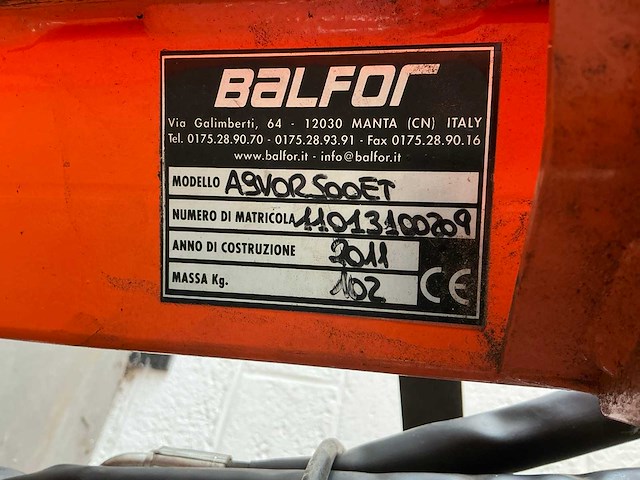 BALFOR
Via Galimberti, 64 - 12030 MANTA (CN) ITALY
Tel. 0175.28.90.70 - 0175.28.93.91 - Fax 0175.28.90.16
www.balfor.it - info@balfor.it
MODELLO A9VOR500ET
NUMERO DI MATRICOLA 11013100209
ANNO DI COSTRUZIONE 2011
MASSA Kg. 102
CE